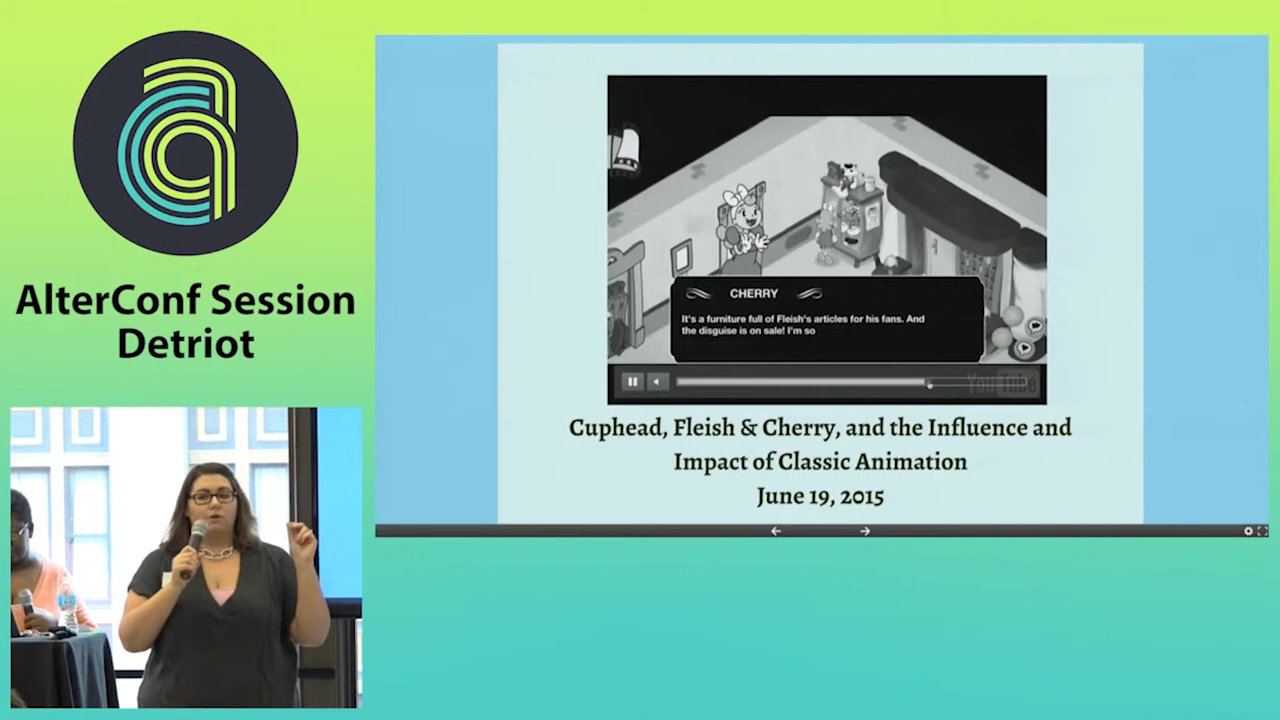 AlterConf Session
Detriot
CHERRY
It's a furniture full of Fleish's articles for his fans. And
the disguise is on sale! I'm so
YouTube
Cuphead, Fleish & Cherry, and the Influence and
Impact of Classic Animation
June 19, 2015